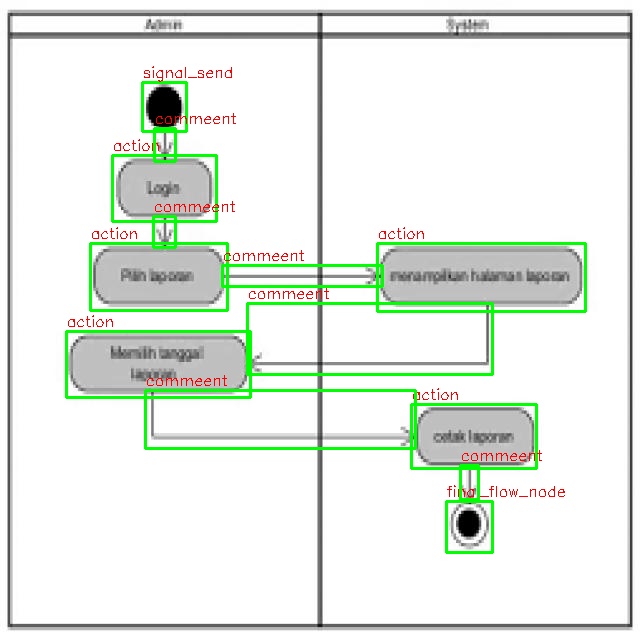 Admin
System
signal_send
commeent
action
Login
commeent
action
action
commeent
Pilih laporan
menampilkan halaman laporan
commeent
action
Memilih tanggal
laporan
commeent
action
cetak laporan
commeent
final_flow_node